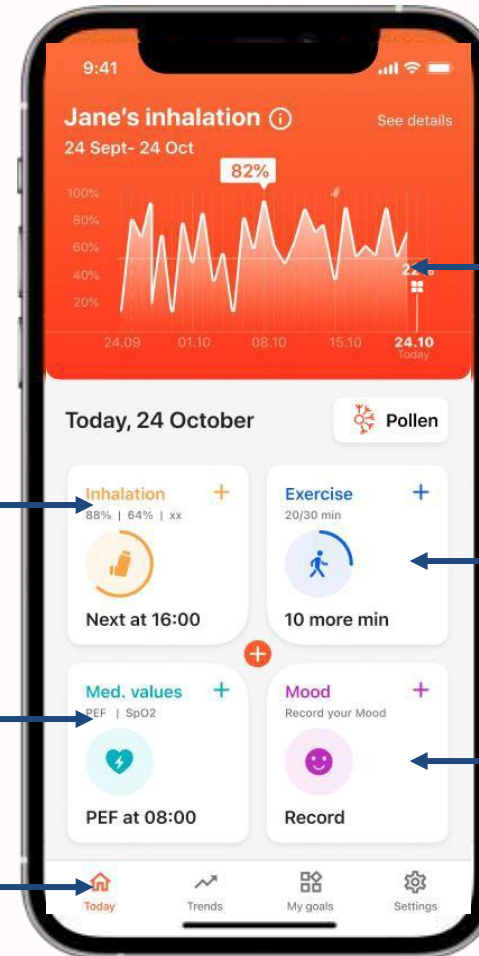 9:41
Jane's inhalation
See details
24 Sept- 24 Oct
82%
100%
80%
60%
40%
20%
22%
24.09 01.10 08.10 15.10 24.10
Today
Today, 24 October
Pollen
Inhalation +
88% | 64% | xx
Next at 16:00
Exercise +
20/30 min
10 more min
+
Med. values +
PEF | SpO2
PEF at 08:00
Mood +
Record your Mood
Record
Today Trends My goals Settings